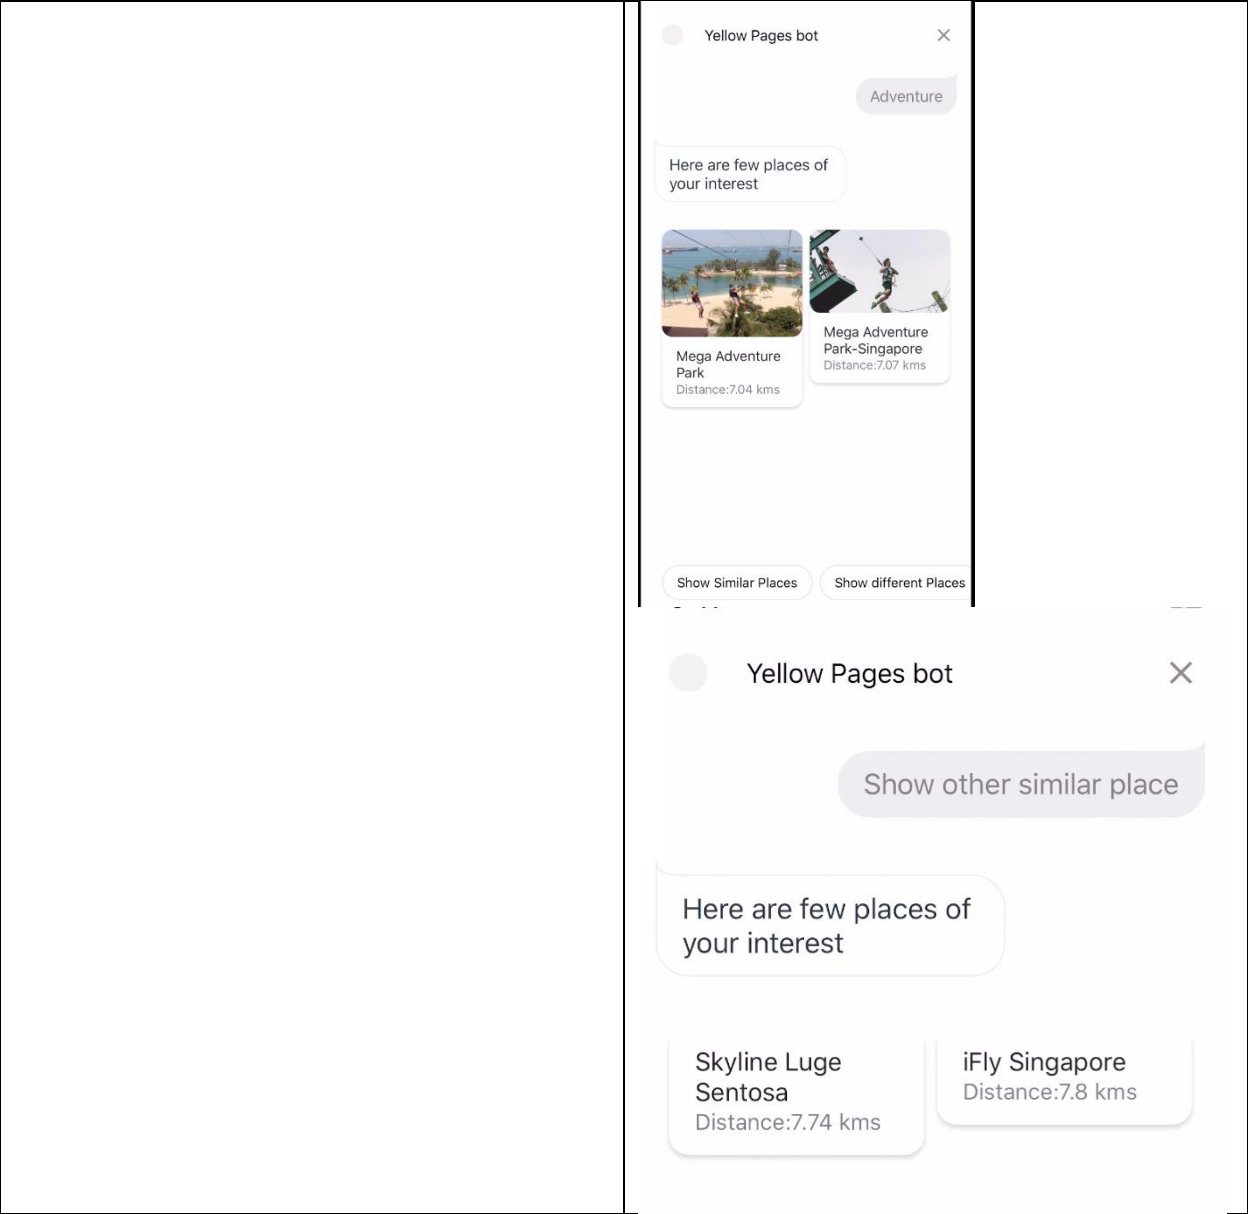 Yellow Pages bot
Adventure
Here are few places of
your interest
Mega Adventure
Park
Distance:7.04 kms
Mega Adventure
Park-Singapore
Distance:7.07 kms
Show Similar Places
Show different Places
Yellow Pages bot
Show other similar place
Here are few places of
your interest
Skyline Luge
Sentosa
Distance:7.74 kms
iFly Singapore
Distance:7.8 kms